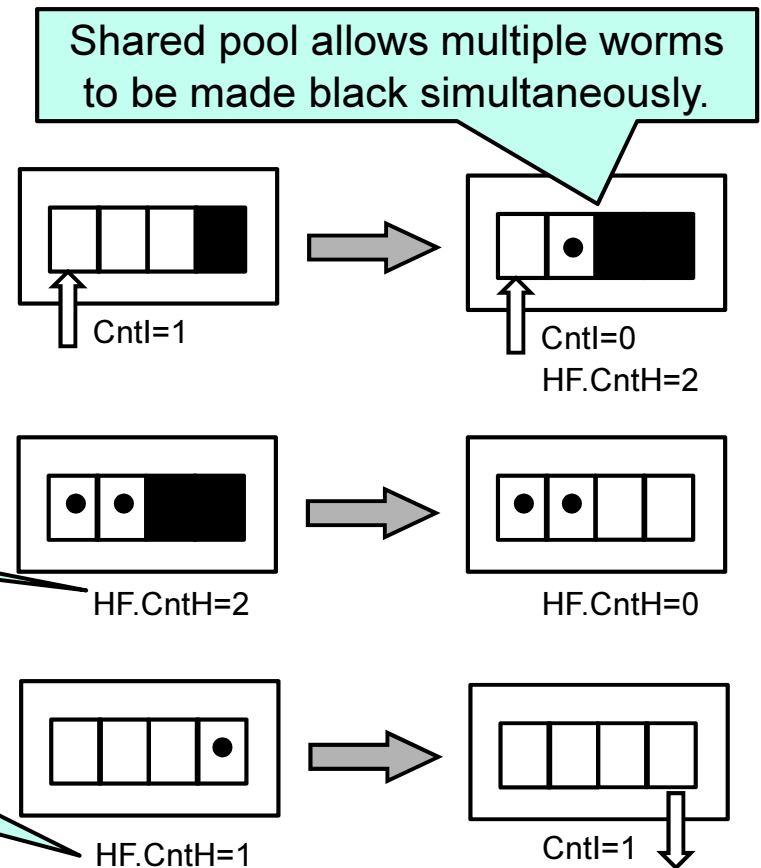 Shared pool allows multiple worms
to be made black simultaneously.
CntI=1
CntI=0
HF.CntH=2
HF.CntH=2
HF.CntH=0
HF.CntH=1
CntI=1